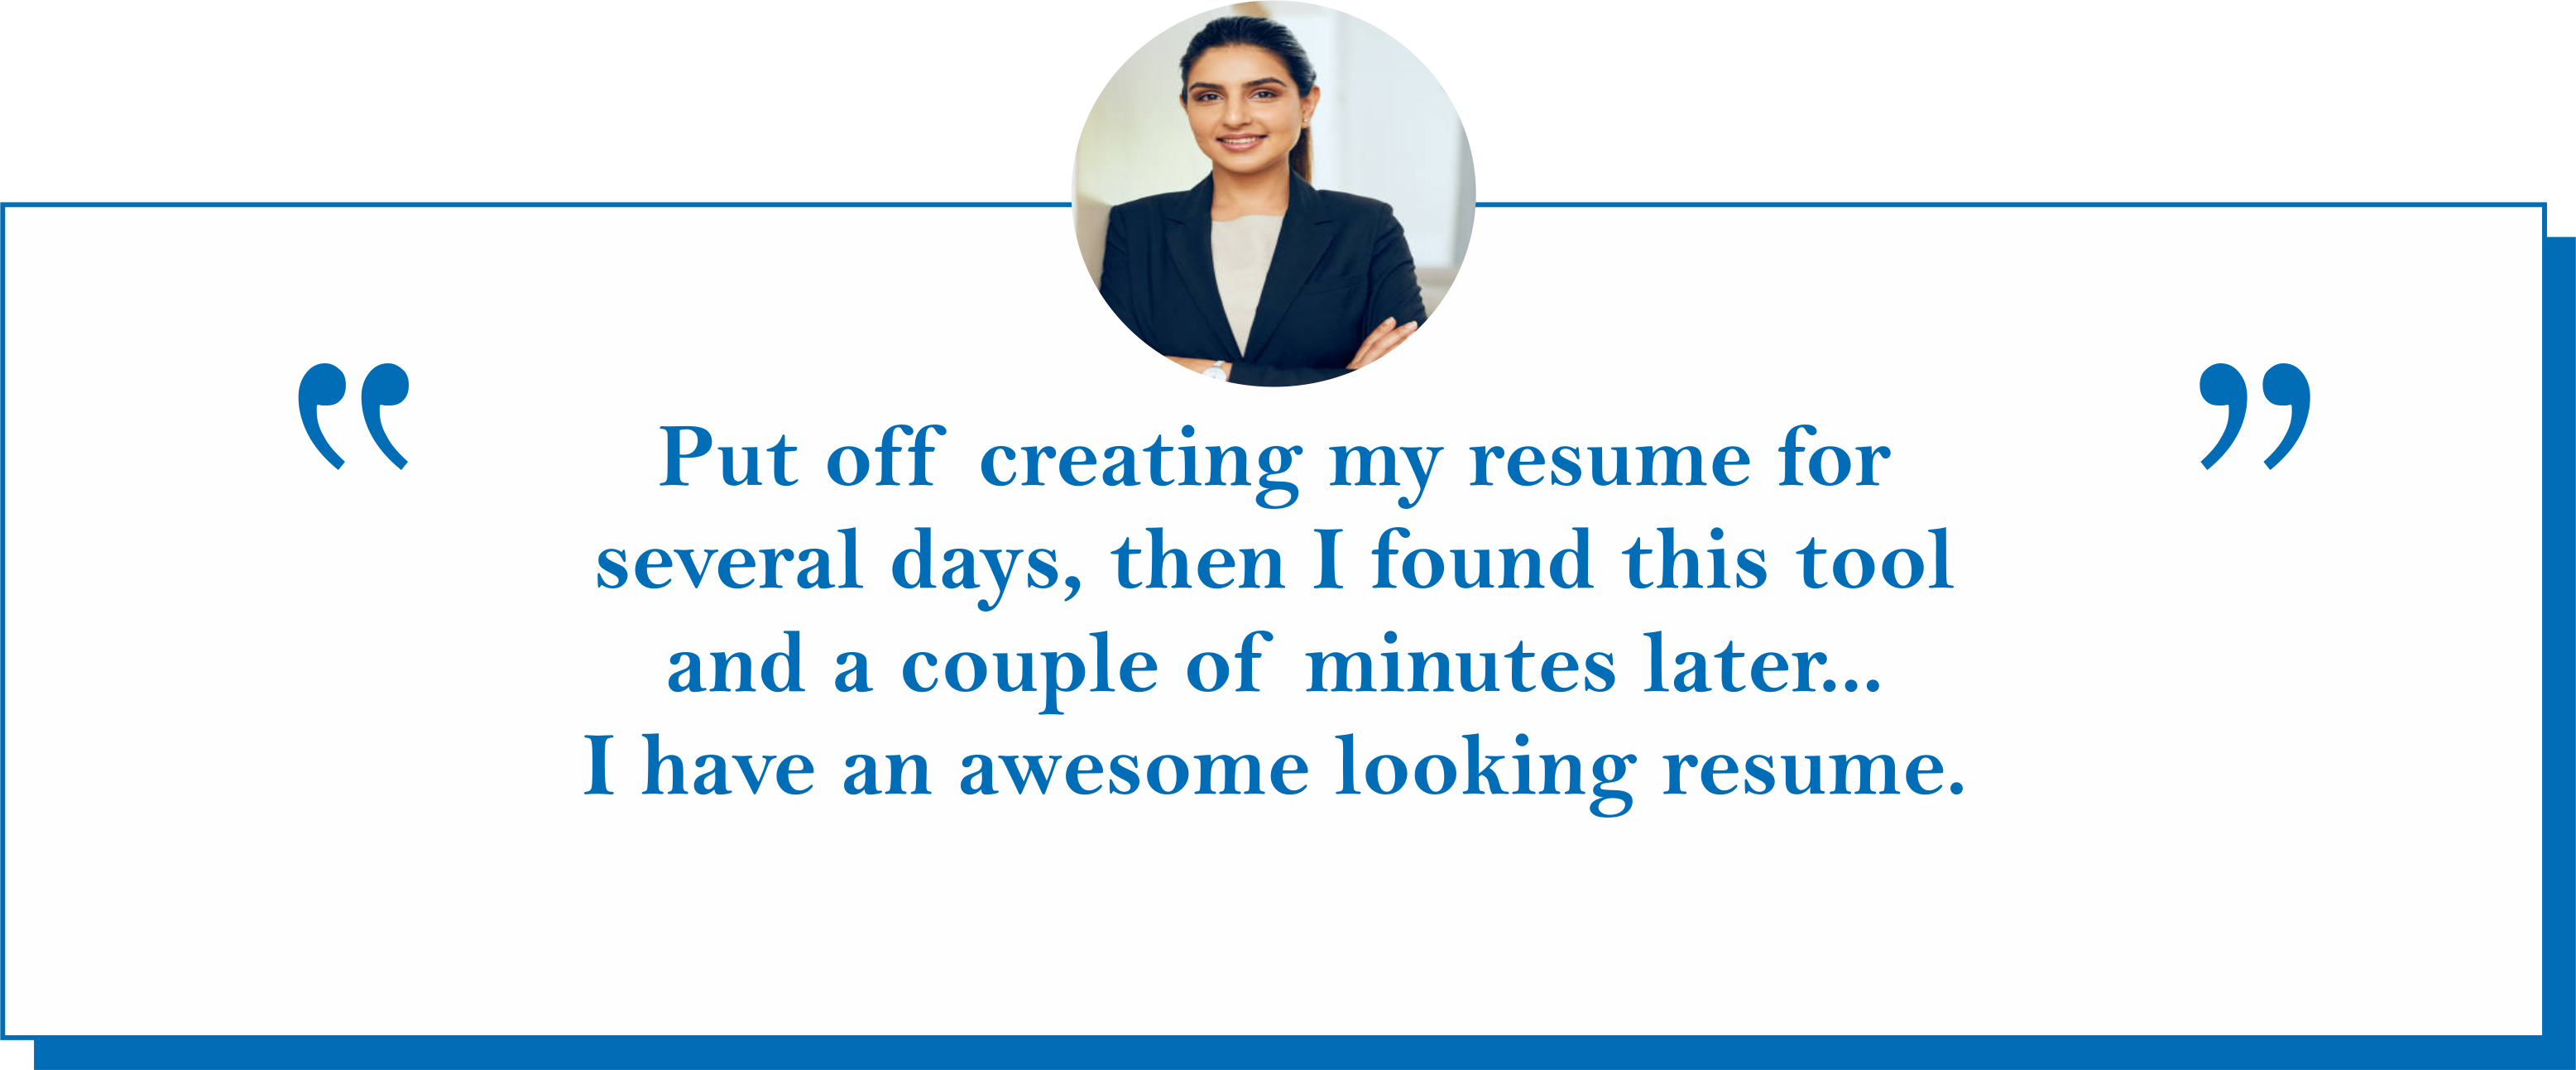 “ ”
Put off creating my resume for
several days, then I found this tool
and a couple of minutes later...
I have an awesome looking resume.